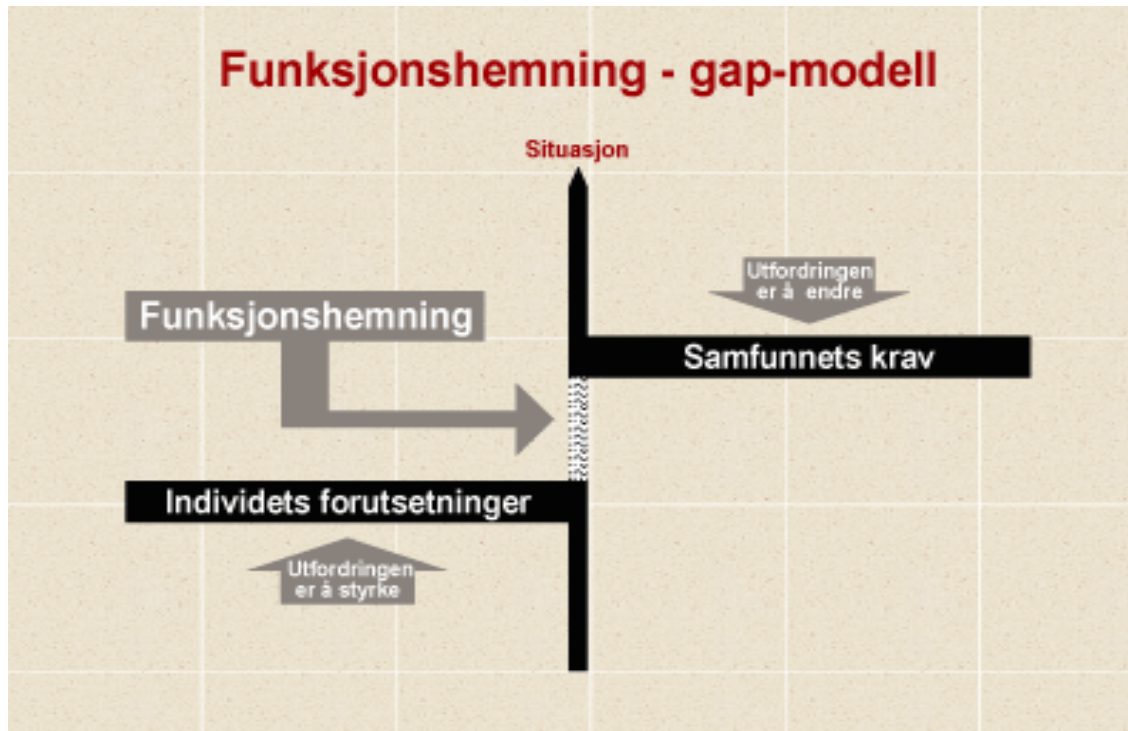 Funksjonshemning - gap-modell
Situasjon
Utfordringen
er å endre
Funksjonshemning
Samfunnets krav
Individets forutsetninger
Utfordringen
er å styrke